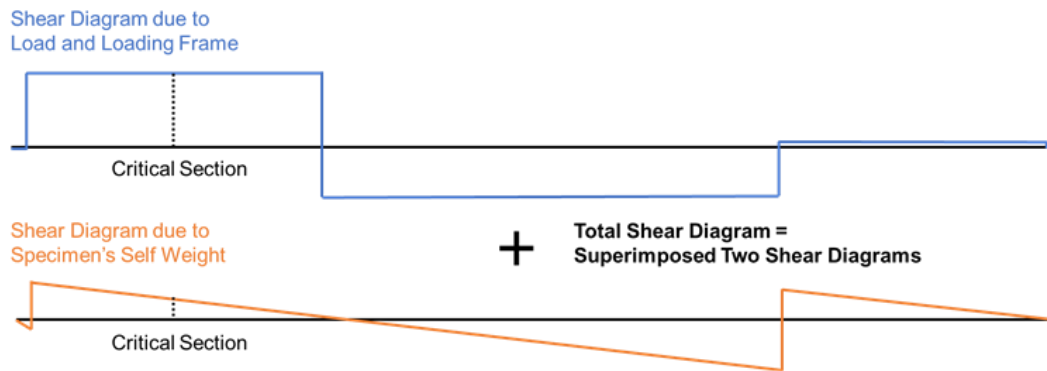 Shear Diagram due to
Load and Loading Frame
Critical Section
Shear Diagram due to
Specimen's Self Weight
+
Total Shear Diagram =
Superimposed Two Shear Diagrams
Critical Section